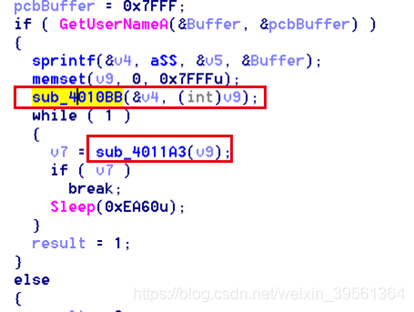 pcbBuffer = 0x7FFF;
if ( GetUserNameA(&Buffer, &pcbBuffer) )
{
sprintf(&v4, aSS, &v5, &Buffer);
memset(v9, 0, 0x7FFFu);
sub_4010BB(&v4, (int)v9);
while ( 1 )
{
v7 = sub_4011A3(v9);
if ( v7 )
break;
Sleep(0xEA60u);
}
result = 1;
}
else
{
https://blog.csdn.net/weixin_39561364